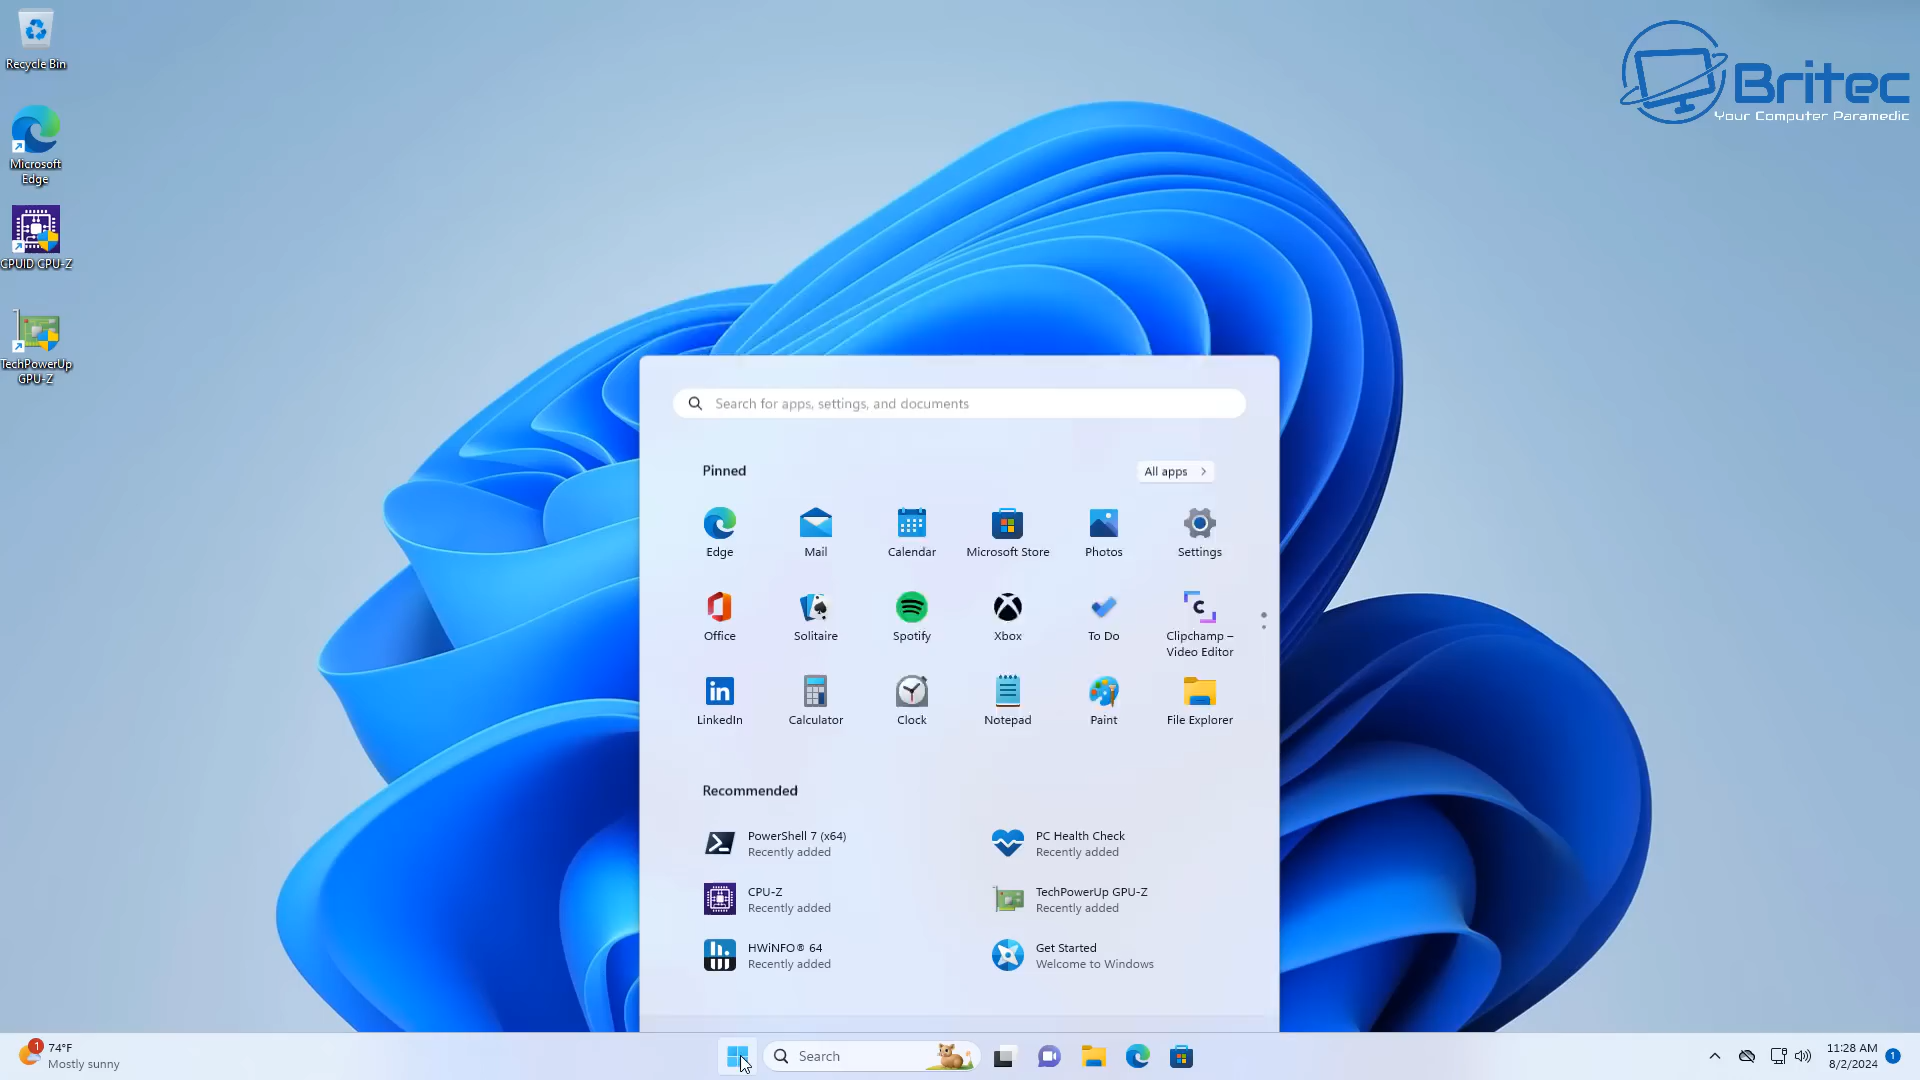 Recycle Bin
Microsoft
Edge
CPUID CPU-Z
TechPowerUp
GPU-Z
Britec
Your Computer Paramedic
Search for apps, settings, and documents
Pinned
All apps
Edge
Mail
Calendar
Microsoft Store
Photos
Settings
Office
Solitaire
Spotify
Xbox
To Do
Clipchamp –
Video Editor
LinkedIn
Calculator
Clock
Notepad
Paint
File Explorer
Recommended
PowerShell 7 (x64)
Recently added
PC Health Check
Recently added
CPU-Z
Recently added
TechPowerUp GPU-Z
Recently added
HWiNFO® 64
Recently added
Get Started
Welcome to Windows
1
74°F
Mostly sunny
Search
11:28 AM
8/2/2024
1